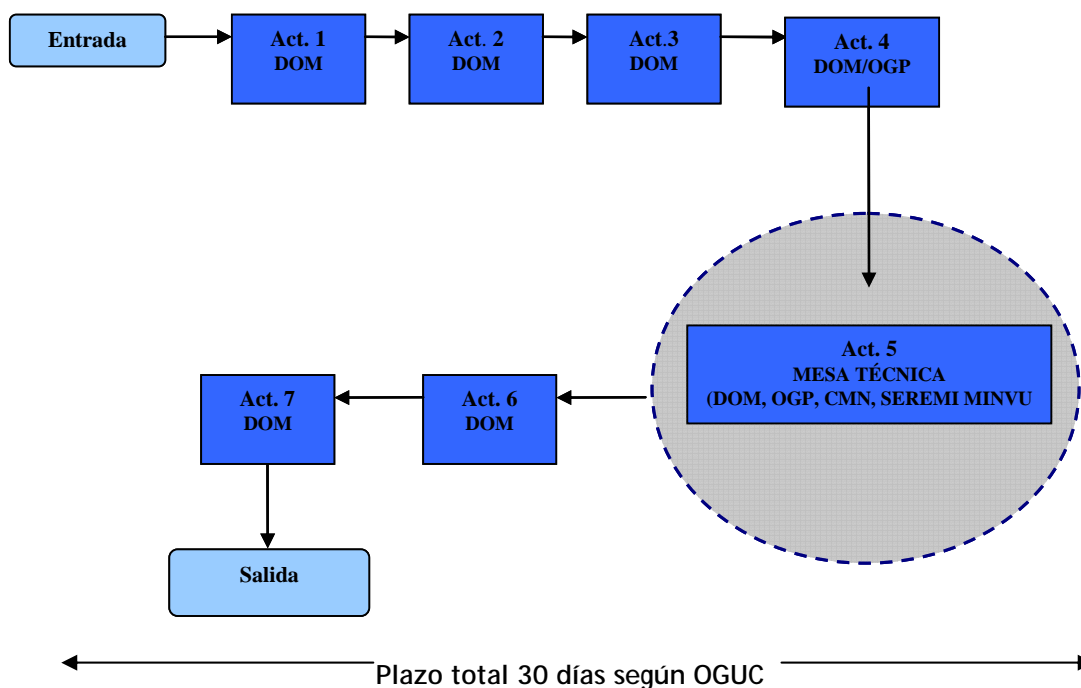 Entrada
Act. 1
DOM
Act. 2
DOM
Act.3
DOM
Act. 4
DOM/OGP
Act. 5
MESA TÉCNICA
(DOM, OGP, CMN, SEREMI MINVU
Act. 6
DOM
Act. 7
DOM
Salida
Plazo total 30 días según OGUC